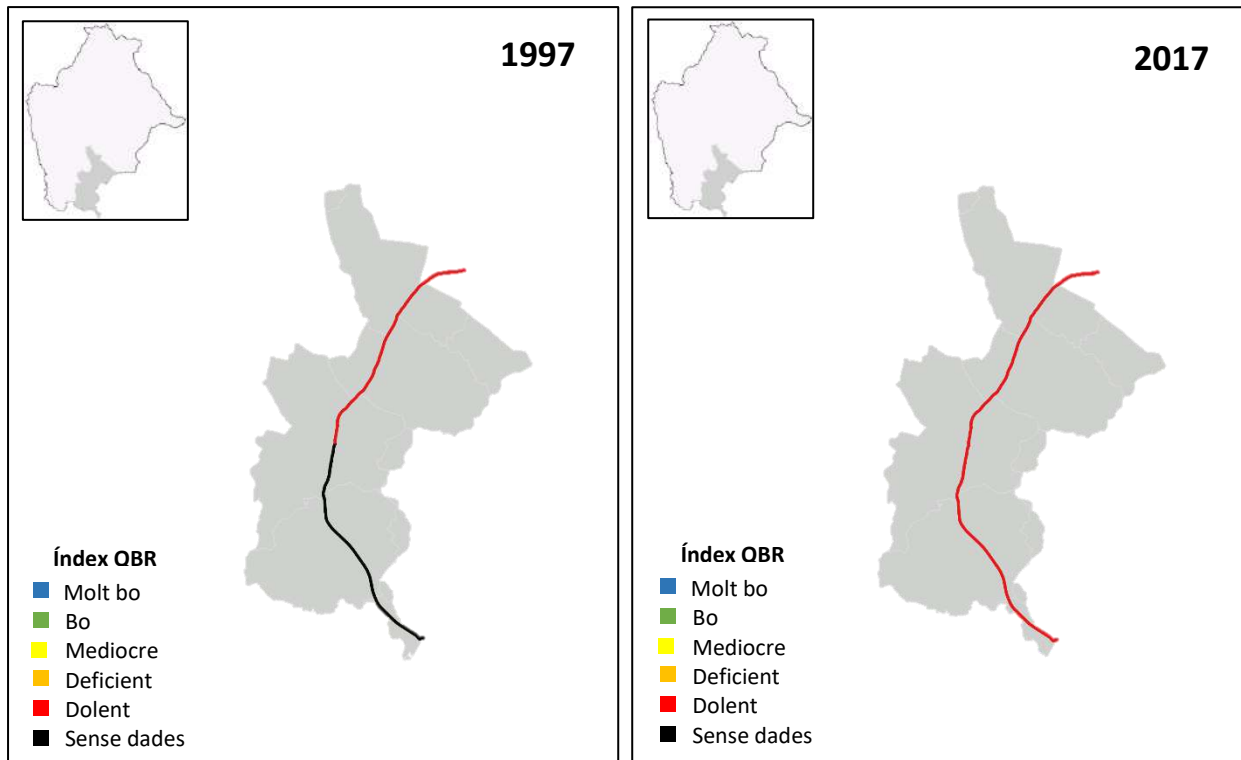 1997
Índex QBR
Molt bo
Bo
Mediocre
Deficient
Dolent
Sense dades
2017
Índex QBR
Molt bo
Bo
Mediocre
Deficient
Dolent
Sense dades